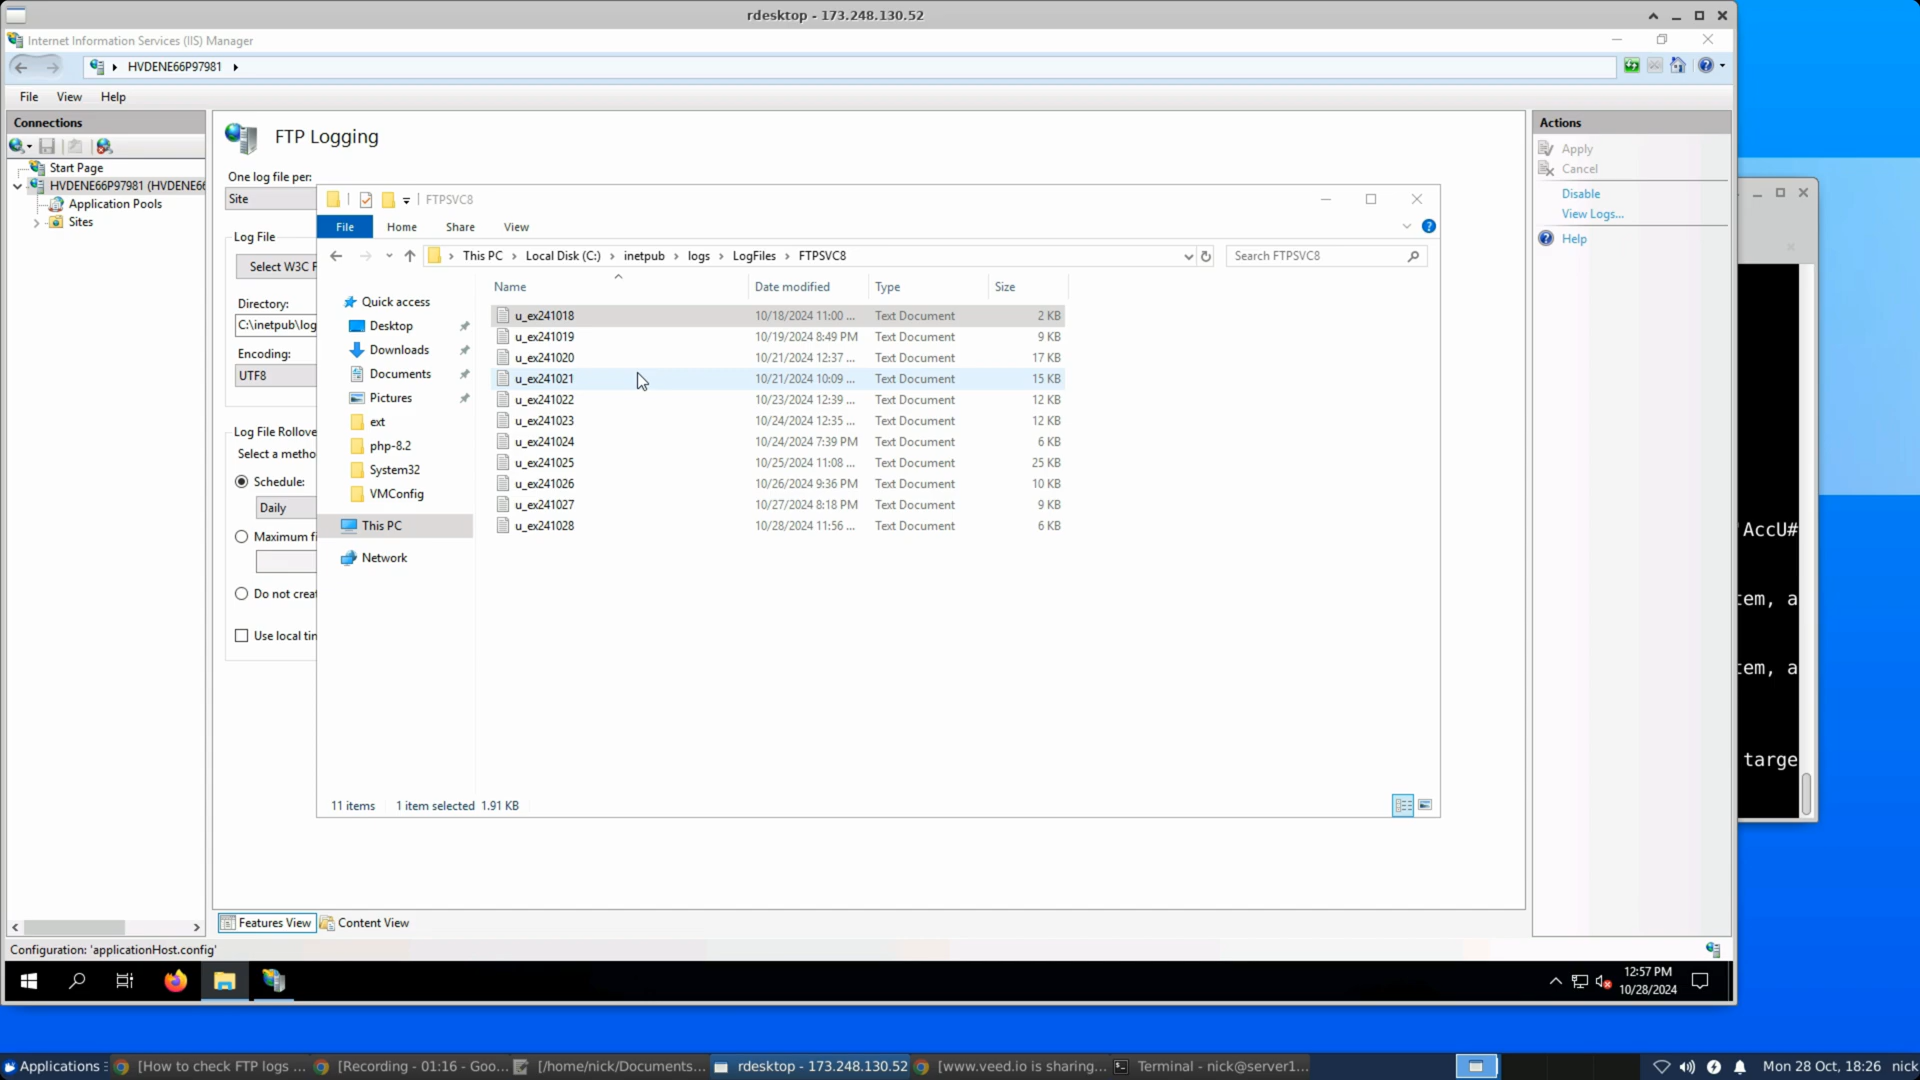 rdesktop - 173.248.130.52
Internet Information Services (IIS) Manager
HVDENE66P97981
File View Help
Connections
Start Page
HVDENE66P97981 (HVDENE66
Application Pools
Sites
FTP Logging
One log file per:
Site
Log File
Select W3C F
Directory:
C:\inetpub\log
Encoding:
UTF8
Log File Rollove
Select a metho
Schedule:
Daily
Maximum fi
Do not creat
Use local tin
FTPSVC8
File Home Share View
This PC Local Disk (C:) inetpub logs LogFiles FTPSVC8
Search FTPSVC8
Quick access
Desktop
Downloads
Documents
Pictures
ext
php-8.2
System32
VMConfig
This PC
Network
Name Date modified Type Size
u_ex241018 10/18/2024 11:00 ... Text Document 2 KB
u_ex241019 10/19/2024 8:49 PM Text Document 9 KB
u_ex241020 10/21/2024 12:37 ... Text Document 17 KB
u_ex241021 10/21/2024 10:09 ... Text Document 15 KB
u_ex241022 10/23/2024 12:39 ... Text Document 12 KB
u_ex241023 10/24/2024 12:35 ... Text Document 12 KB
u_ex241024 10/24/2024 7:39 PM Text Document 6 KB
u_ex241025 10/25/2024 11:08 ... Text Document 25 KB
u_ex241026 10/26/2024 9:36 PM Text Document 10 KB
u_ex241027 10/27/2024 8:18 PM Text Document 9 KB
u_ex241028 10/28/2024 11:56 ... Text Document 6 KB
11 items 1 item selected 1.91 KB
Actions
Apply
Cancel
Disable
View Logs...
Help
AccU#
tem, a
tem, a
targe
Features View Content View
Configuration: 'applicationHost.config'
12:57 PM
10/28/2024
Applications [How to check FTP logs ... [Recording - 01:16 - Goo... [/home/nick/Documents... rdesktop - 173.248.130.52 [www.veed.io is sharing... Terminal - nick@server1... Mon 28 Oct, 18:26 nick